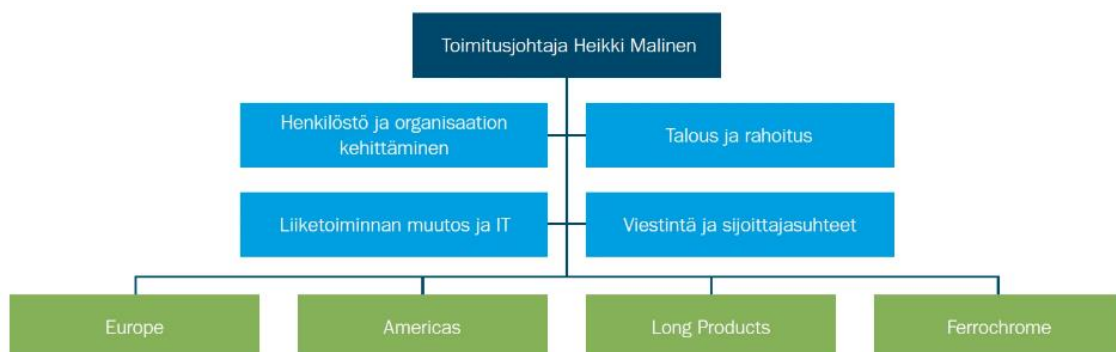 Toimitusjohtaja Heikki Malinen
Henkilöstö ja organisaation
kehittäminen
Talous ja rahoitus
Liiketoiminnan muutos ja IT
Viestintä ja sijoittajasuhteet
Europe
Americas
Long Products
Ferrochrome